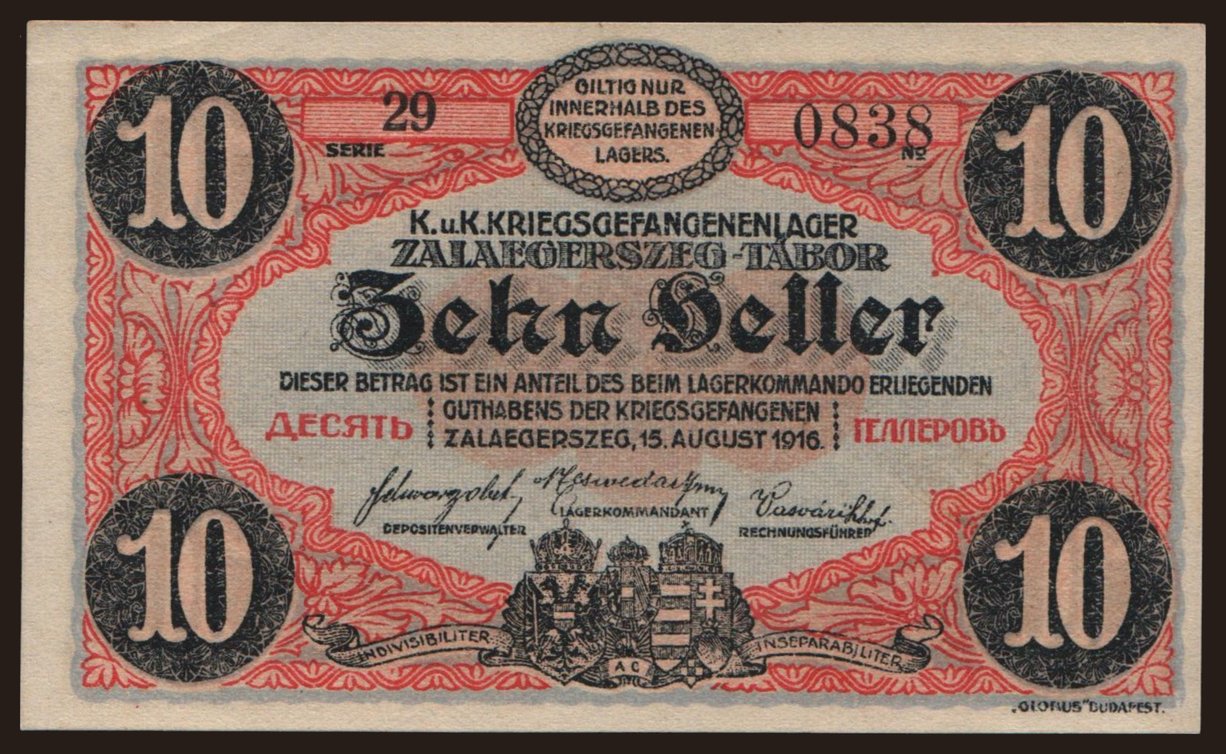 10
29
SERIE
GILTIG NUR
INNERHALB DES
KRIEGSGEFANGENEN
LAGERS.
0838
No
10
K.u.K. KRIEGSGEFANGENENLAGER
ZALAEGERSZEG-TÁBOR
Zehn Heller
DIESER BETRAG IST EIN ANTEIL DES BEIM LAGERKOMMANDO ERLIEGENDEN
ДЕСЯТЬ GUTHABENS DER KRIEGSGEFANGENEN ГЕЛЛЕРОВЪ
ZALAEGERSZEG, 15. AUGUST 1916.
DEPOSITENVERWALTER
LAGERKOMMANDANT
RECHNUNGSFÜHRER
10
INDIVISIBILITER
AC
INSEPARABILITER
10
„GLOBUS" BUDAPEST.